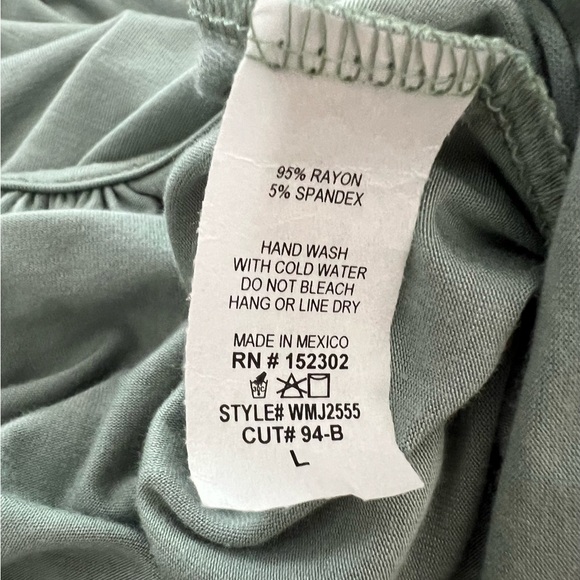 95% RAYON
5% SPANDEX
HAND WASH
WITH COLD WATER
DO NOT BLEACH
HANG OR LINE DRY
MADE IN MEXICO
RN # 152302
STYLE# WMJ2555
CUT# 94-B
L